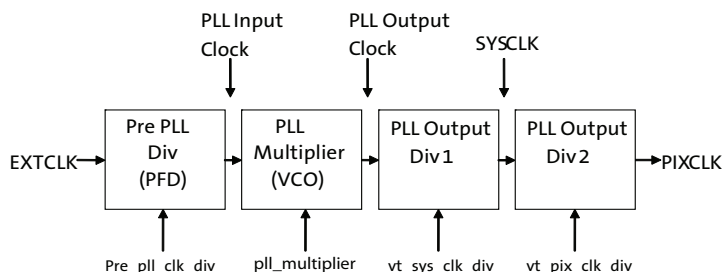 PLL Input
Clock
PLL Output
Clock
SYSCLK
EXTCLK
Pre PLL
Div
(PFD)
PLL
Multiplier
(VCO)
PLL Output
Div 1
PLL Output
Div 2
PIXCLK
Pre_pll_clk_div
pll_multiplier
vt_sys_clk_div
vt_pix_clk_div